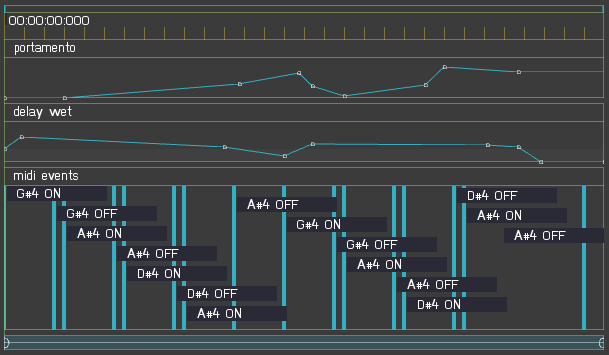 00:00:00:000
portamento
delay wet
midi events
G#4 ON
G#4 OFF
A#4 ON
A#4 OFF
D#4 ON
D#4 OFF
A#4 ON
A#4 OFF
G#4 ON
G#4 OFF
A#4 ON
A#4 OFF
D#4 ON
D#4 OFF
A#4 ON
A#4 OFF